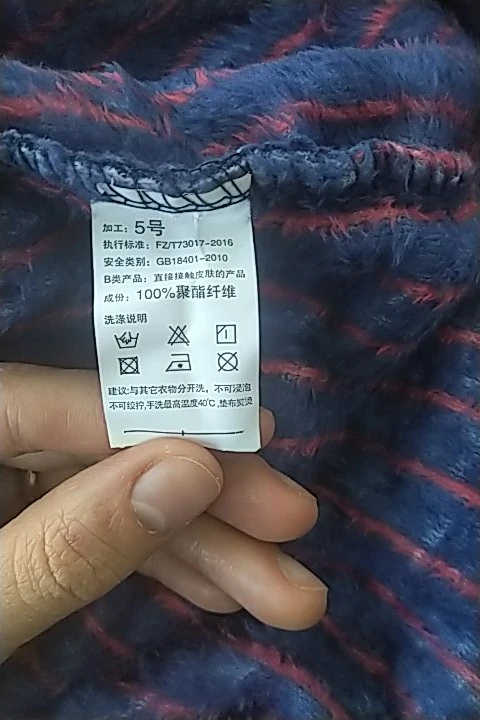 加工：5号
执行标准：FZ/T73017-2016
安全类别：GB18401-2010
B类产品：直接接触皮肤的产品
成份：100%聚酯纤维
洗涤说明
建议:与其它衣物分开洗，不可浸泡
不可绞拧,手洗最高温度40℃,垫布熨烫